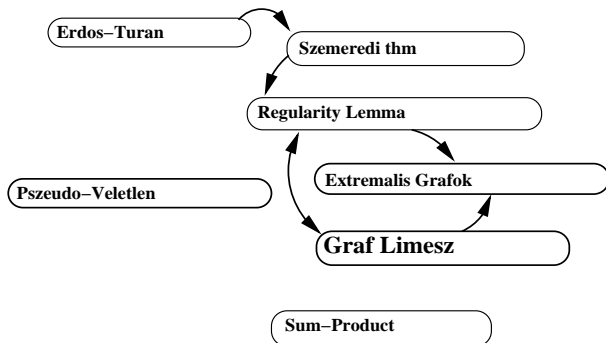 Erdos−Turan
Szemeredi thm
Regularity Lemma
Extremalis Grafok
Pszeudo−Veletlen
Graf Limesz
Sum−Product